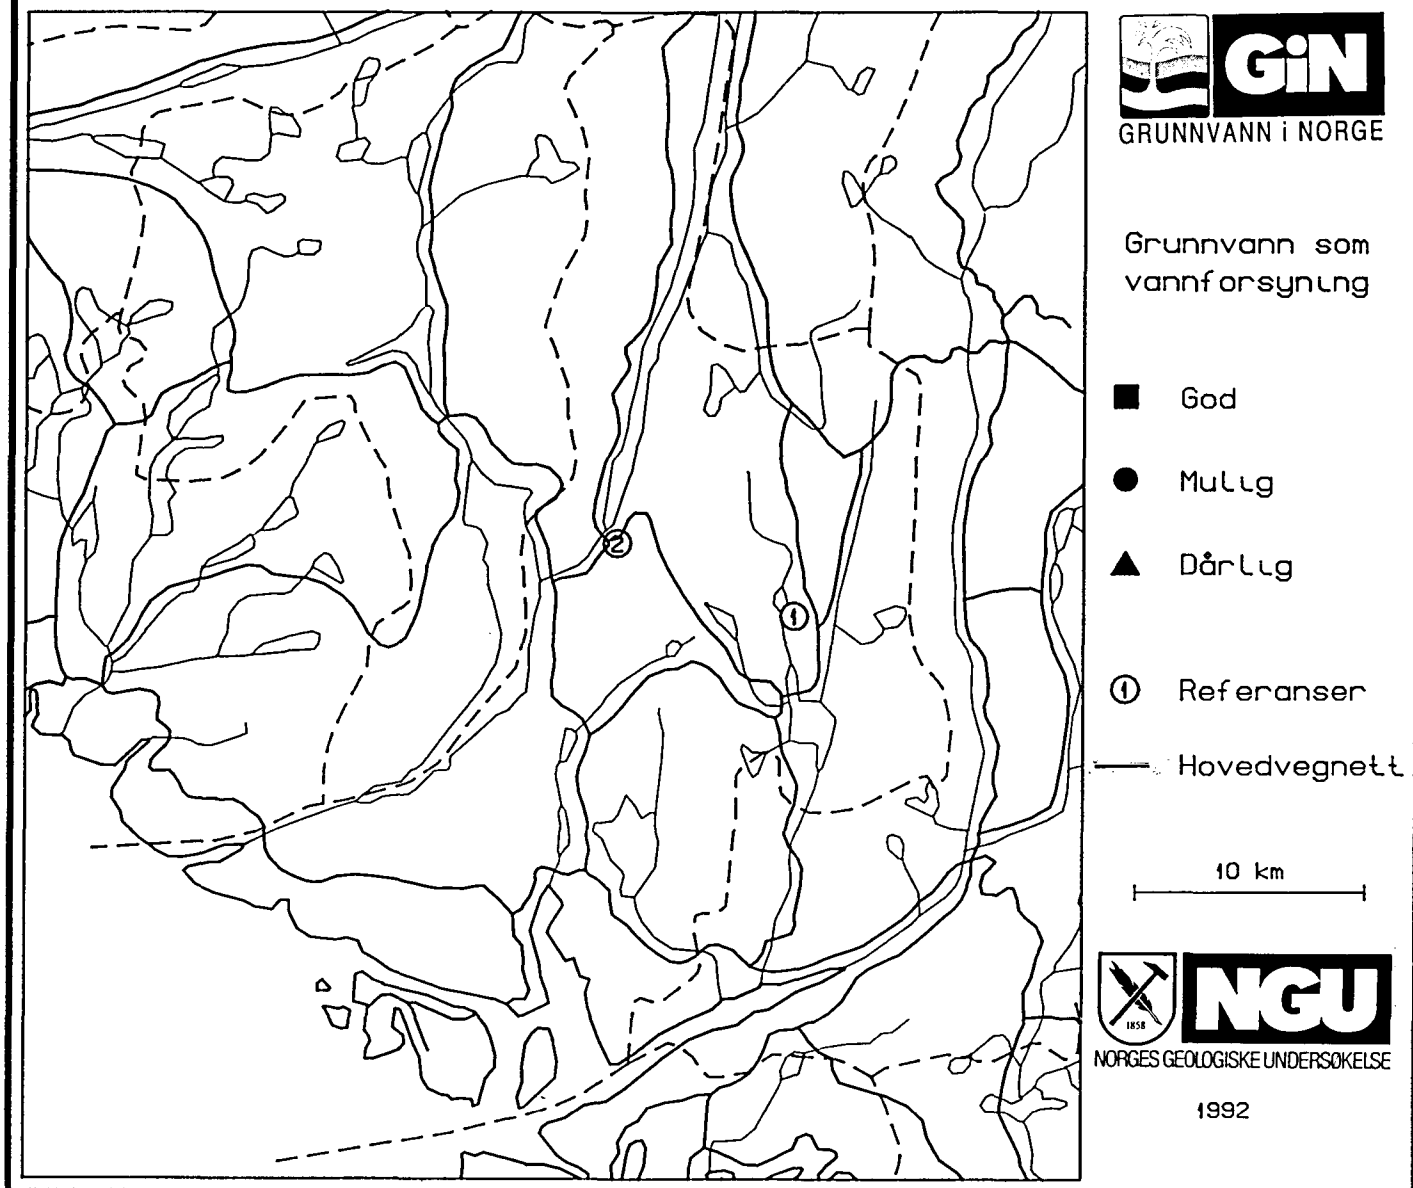 GiN
GRUNNVANN i NORGE
Grunnvann som
vannforsyning
God
Mulig
Dårlig
1 Referanser
Hovedvegnett
10 km
1858
NGU
NORGES GEOLOGISKE UNDERSØKELSE
1992
2
1